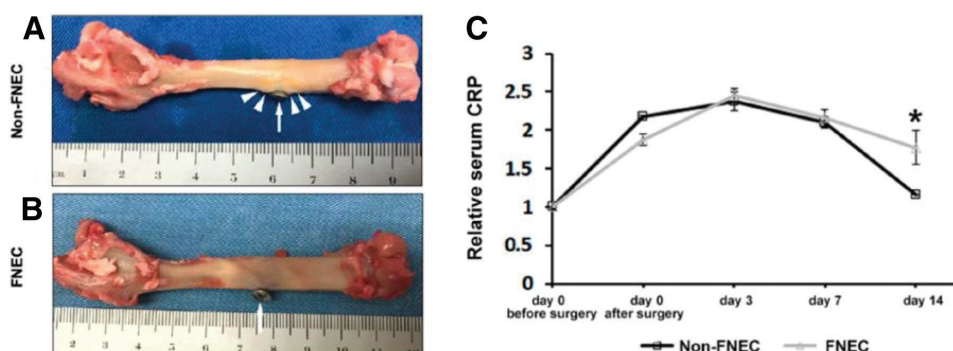 A
Non-FNEC
cm 1 2 3 4 5 6 7 8 9
B
FNEC
2 3 4 5 6 7 8 9 10 11
C
Relative serum CRP
3
2.5
2
1.5
1
0.5
0
*
day 0 before surgery
day 0 after surgery
day 3
day 7
day 14
Non-FNEC
FNEC